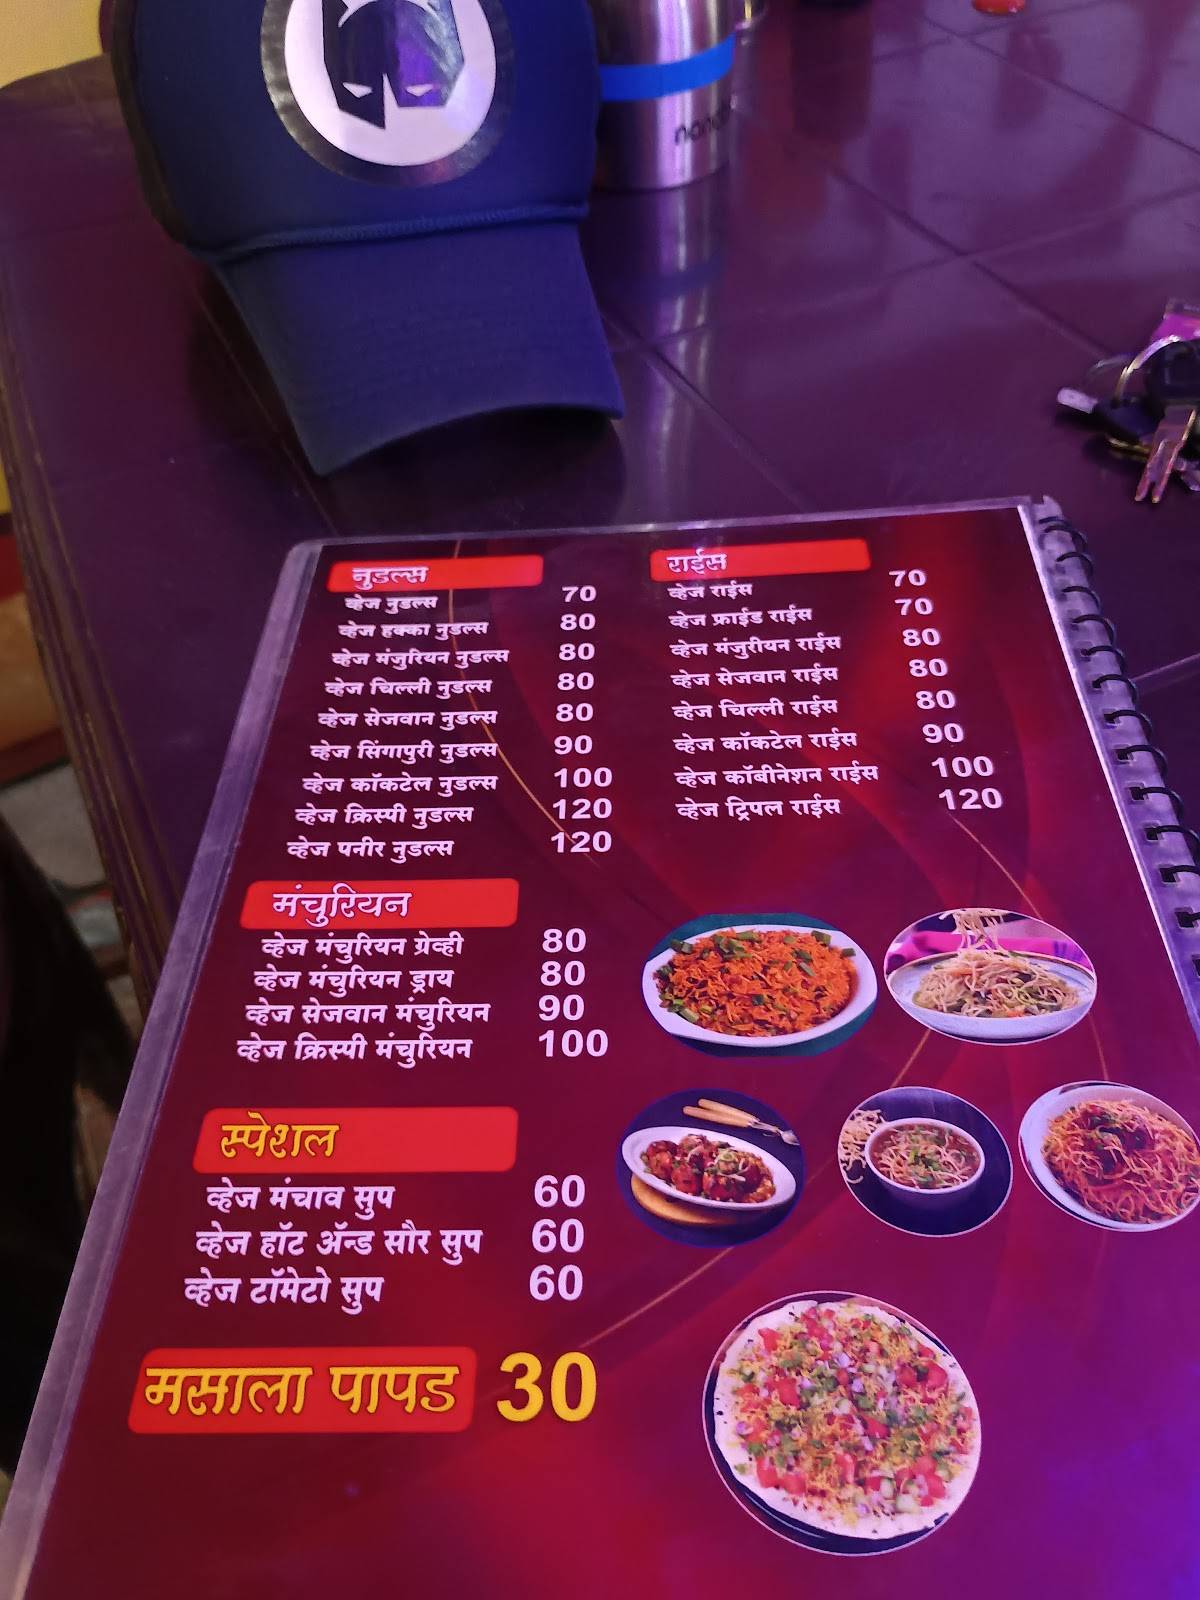 nona
नुडल्स
व्हेज नुडल्स 70
व्हेज हक्का नुडल्स 80
व्हेज मंजुरियन नुडल्स 80
व्हेज चिल्ली नुडल्स 80
व्हेज सेजवान नुडल्स 80
व्हेज सिंगापुरी नुडल्स 90
व्हेज कॉकटेल नुडल्स 100
व्हेज क्रिस्पी नुडल्स 120
व्हेज पनीर नुडल्स 120
राईस
व्हेज राईस 70
व्हेज फ्राईड राईस 70
व्हेज मंजुरीयन राईस 80
व्हेज सेजवान राईस 80
व्हेज चिल्ली राईस 80
व्हेज कॉकटेल राईस 90
व्हेज कॉबीनेशन राईस 100
व्हेज ट्रिपल राईस 120
मंचुरियन
व्हेज मंचुरियन ग्रेव्ही 80
व्हेज मंचुरियन ड्राय 80
व्हेज सेजवान मंचुरियन 90
व्हेज क्रिस्पी मंचुरियन 100
स्पेशल
व्हेज मंचाव सुप 60
व्हेज हॉट ॲन्ड सौर सुप 60
व्हेज टॉमेटो सुप 60
मसाला पापड 30